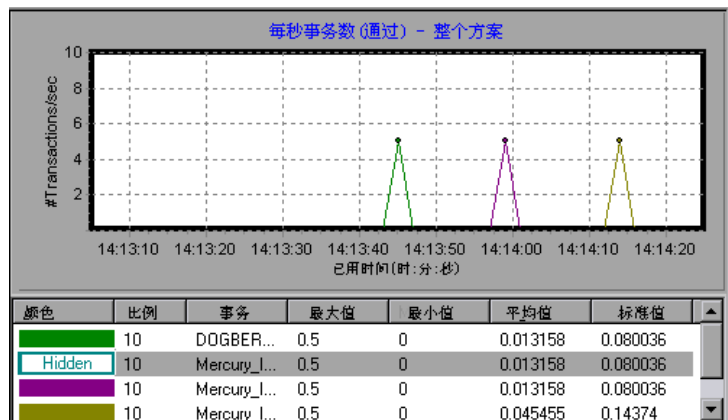 每秒事务数(通过) - 整个方案
#Transactions/sec
10
8
6
4
2
14:13:10 14:13:20 14:13:30 14:13:40 14:13:50 14:14:00 14:14:10 14:14:20
已用时间(时:分:秒)
颜色 比例 事务 最大值 最小值 平均值 标准值
10 DOGBER... 0.5 0 0.013158 0.080036
Hidden 10 Mercury_I... 0.5 0 0.013158 0.080036
10 Mercury_I... 0.5 0 0.013158 0.080036
10 Mercury_I... 0.5 0 0.045455 0.14374